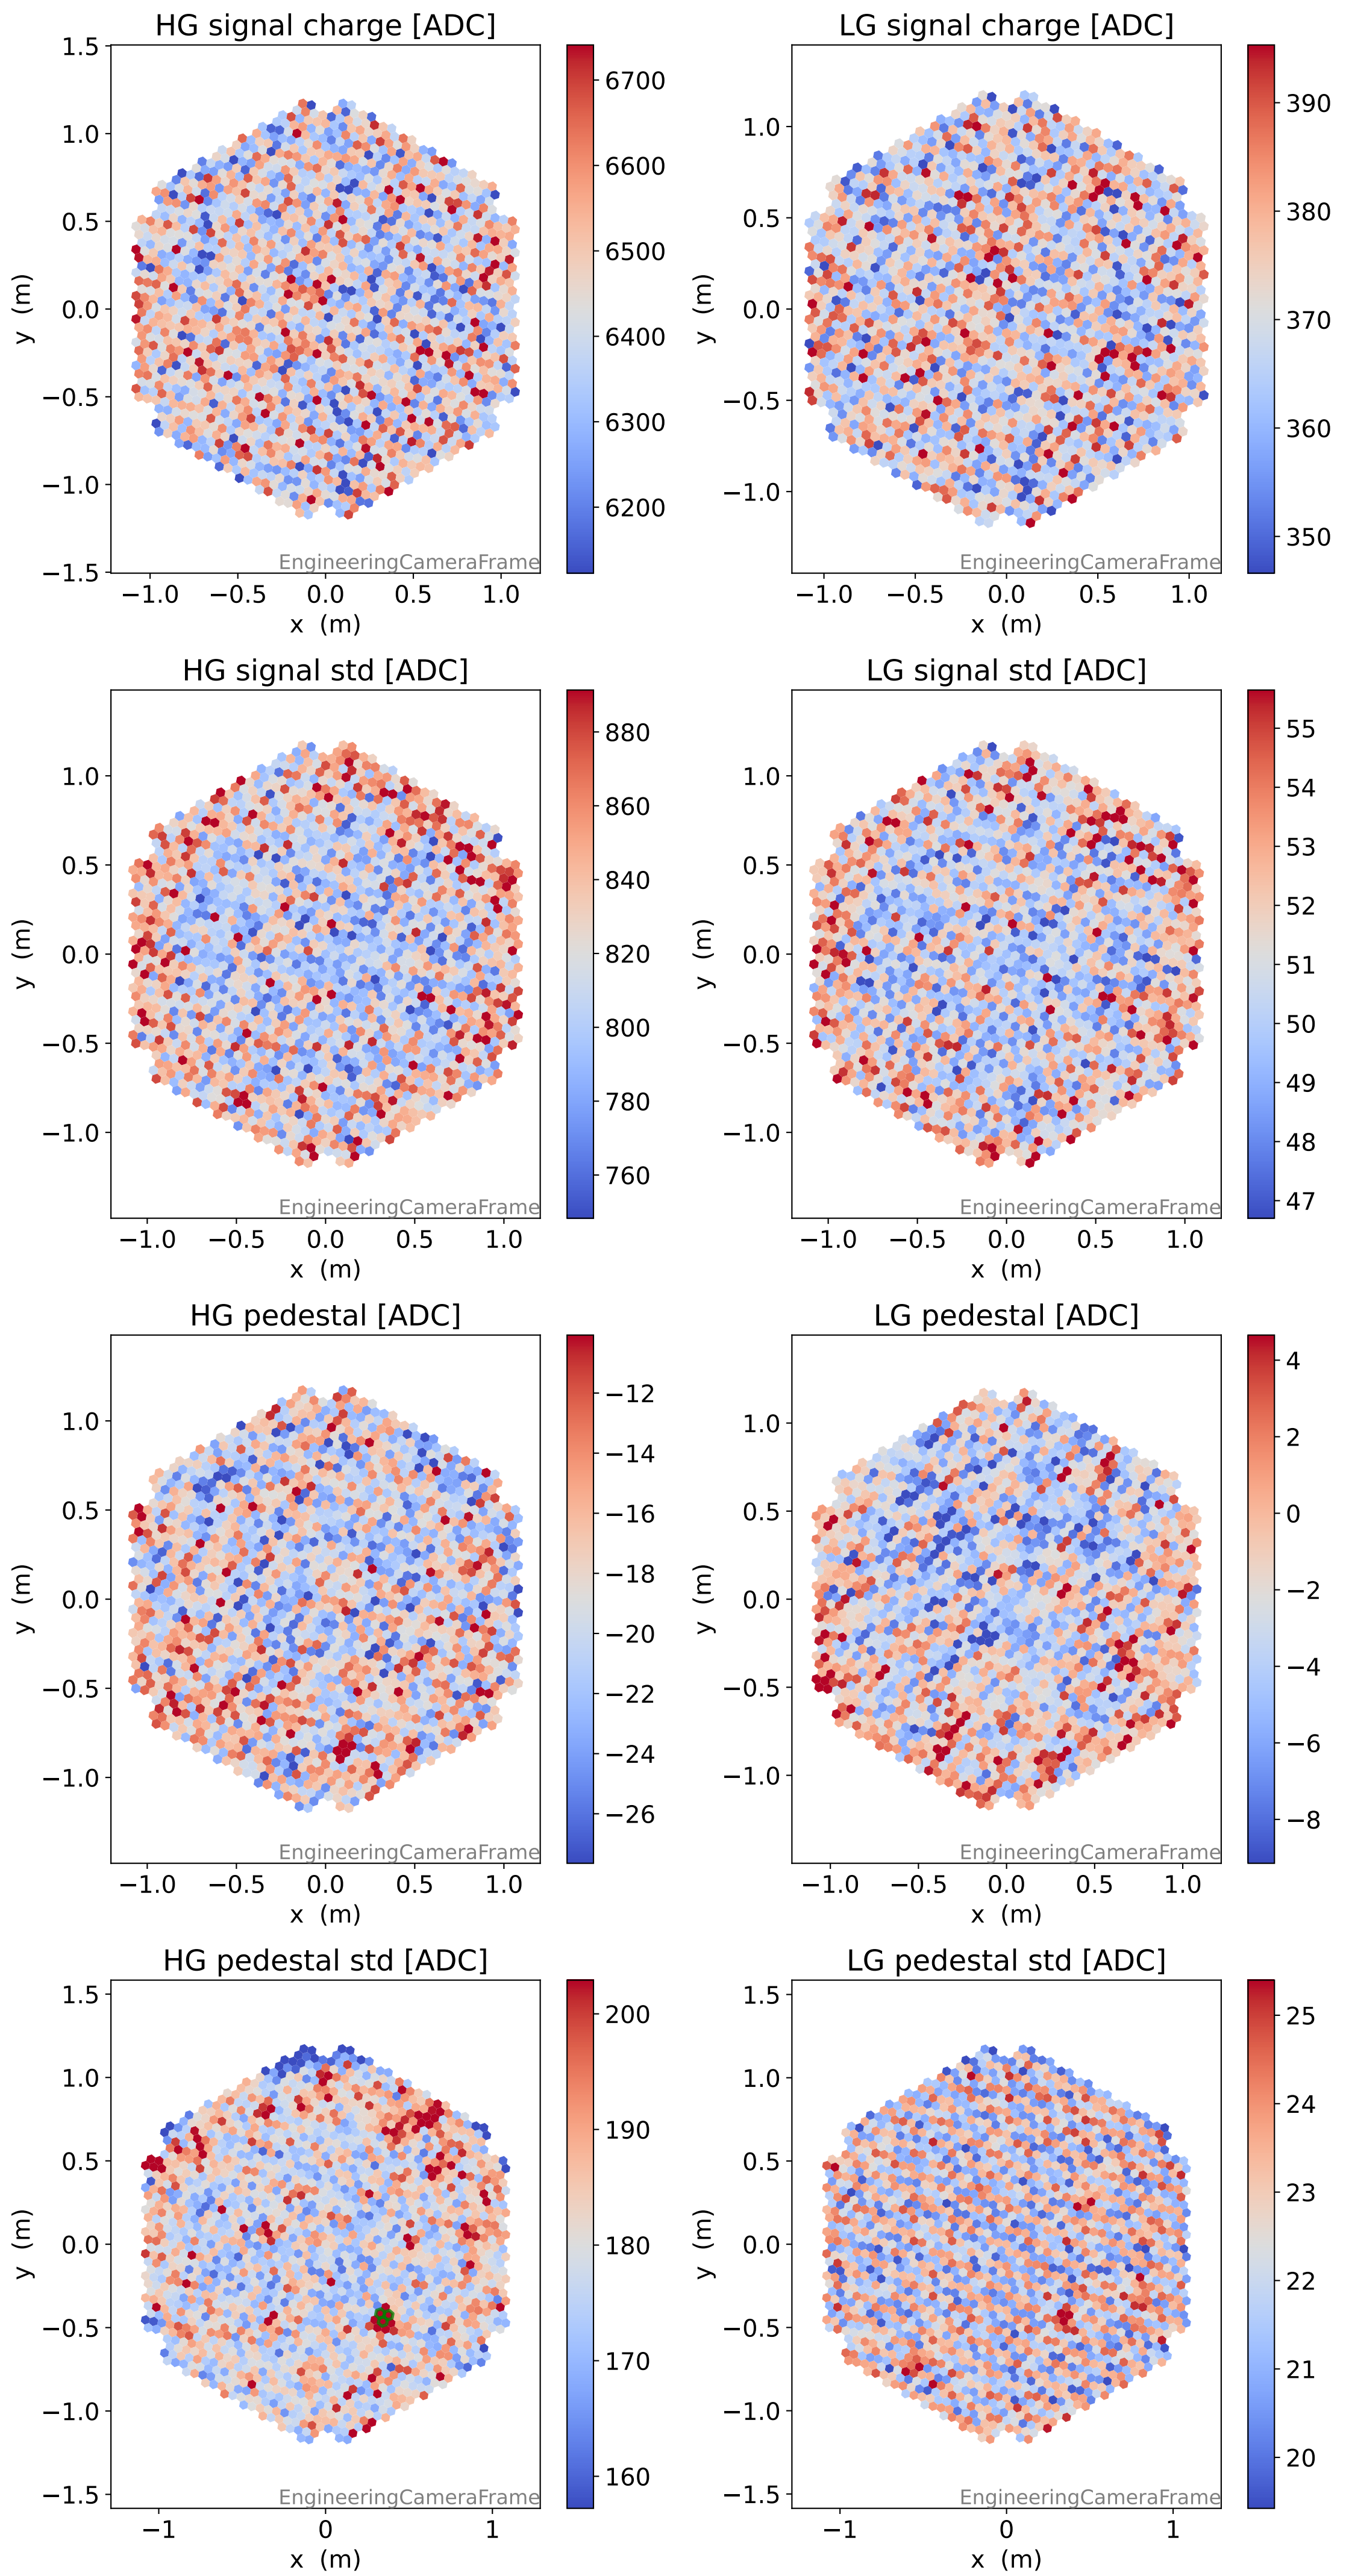 HG signal charge [ADC]
1.5
1.0
0.5
0.0
−0.5
−1.0
−1.5
y (m)
−1.0 −0.5 0.0 0.5 1.0
x (m)
EngineeringCameraFrame
6700
6600
6500
6400
6300
6200
LG signal charge [ADC]
1.0
0.5
0.0
−0.5
−1.0
y (m)
−1.0 −0.5 0.0 0.5 1.0
x (m)
EngineeringCameraFrame
390
380
370
360
350
HG signal std [ADC]
1.0
0.5
0.0
−0.5
−1.0
y (m)
−1.0 −0.5 0.0 0.5 1.0
x (m)
EngineeringCameraFrame
880
860
840
820
800
780
760
LG signal std [ADC]
1.0
0.5
0.0
−0.5
−1.0
y (m)
−1.0 −0.5 0.0 0.5 1.0
x (m)
EngineeringCameraFrame
55
54
53
52
51
50
49
48
47
HG pedestal [ADC]
1.0
0.5
0.0
−0.5
−1.0
y (m)
−1.0 −0.5 0.0 0.5 1.0
x (m)
EngineeringCameraFrame
−12
−14
−16
−18
−20
−22
−24
−26
LG pedestal [ADC]
1.0
0.5
0.0
−0.5
−1.0
y (m)
−1.0 −0.5 0.0 0.5 1.0
x (m)
EngineeringCameraFrame
4
2
0
−2
−4
−6
−8
HG pedestal std [ADC]
1.5
1.0
0.5
0.0
−0.5
−1.0
−1.5
y (m)
−1 0 1
x (m)
EngineeringCameraFrame
200
190
180
170
160
LG pedestal std [ADC]
1.5
1.0
0.5
0.0
−0.5
−1.0
−1.5
y (m)
−1 0 1
x (m)
EngineeringCameraFrame
25
24
23
22
21
20